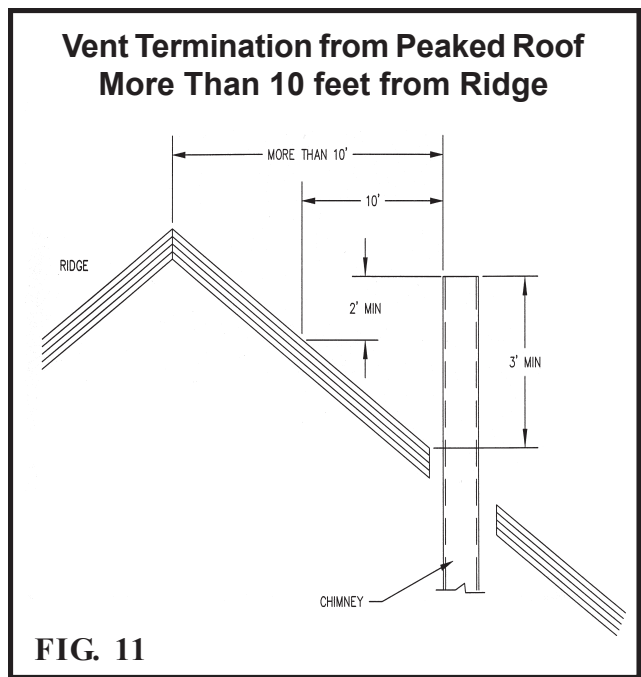 Vent Termination from Peaked Roof
More Than 10 feet from Ridge
MORE THAN 10'
10'
RIDGE
2' MIN
3' MIN
CHIMNEY
FIG. 11